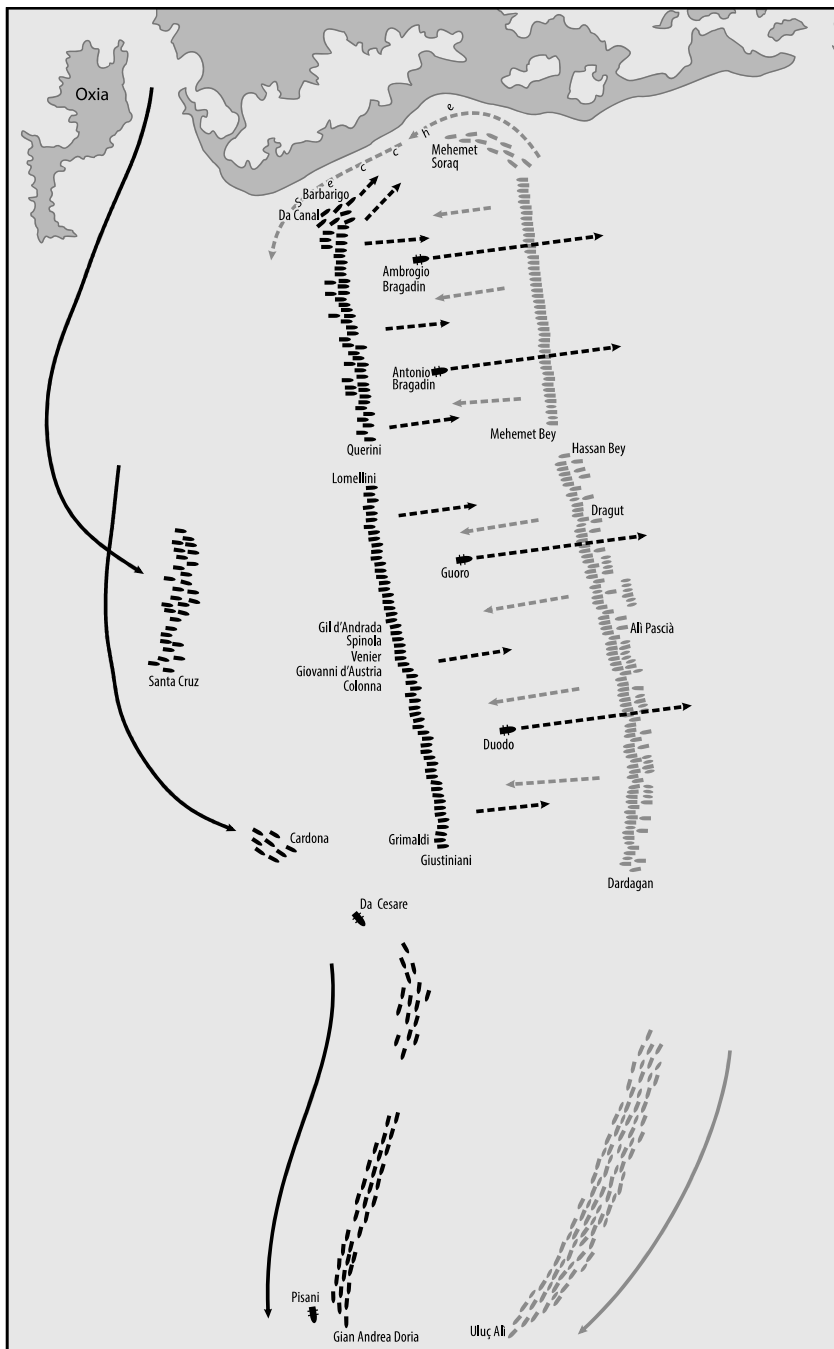 Oxia
Secche
Mehemet
Soraq
Barbarigo
Da Canal
Ambrogio
Bragadin
Antonio
Bragadin
Querini
Mehemet Bey
Hassan Bey
Lomellini
Dragut
Guoro
Gil d'Andrada
Spinola
Venier
Giovanni d'Austria
Colonna
Alì Pascià
Santa Cruz
Duodo
Cardona
Grimaldi
Giustiniani
Dardagan
Da Cesare
Pisani
Gian Andrea Doria
Uluç Alì